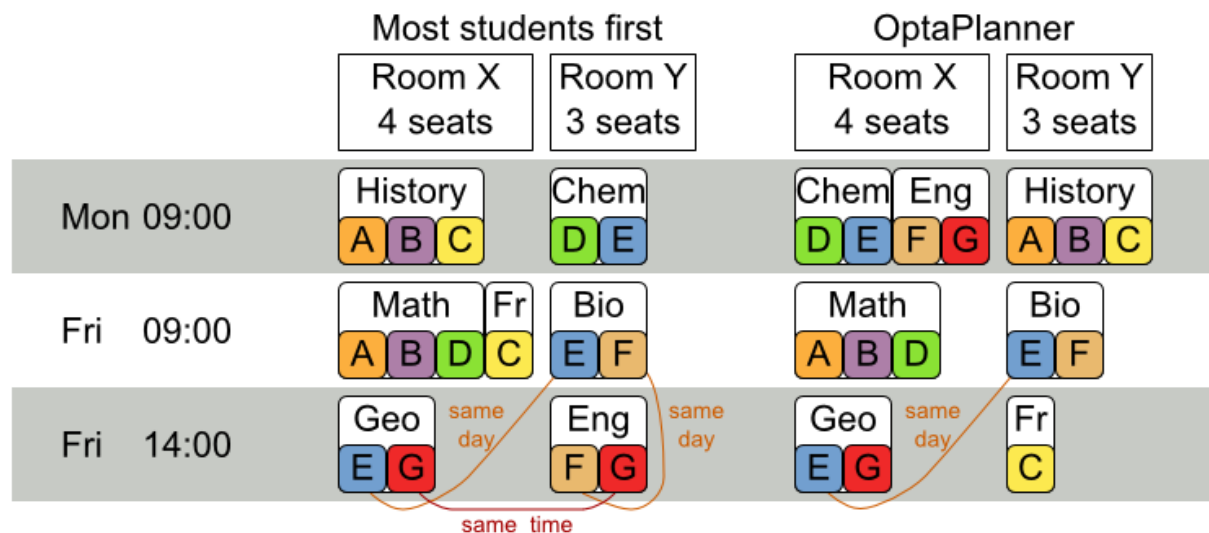 Most students first OptaPlanner
Room X Room Y Room X Room Y
4 seats 3 seats 4 seats 3 seats
History Chem Chem Eng History
Mon 09:00
A B C D E D E F G A B C
Math Fr Bio Math Bio
Fri 09:00
A B D C E F A B D E F
Geo same day Eng same day Geo same day Fr
Fri 14:00
E G F G E G C
same time